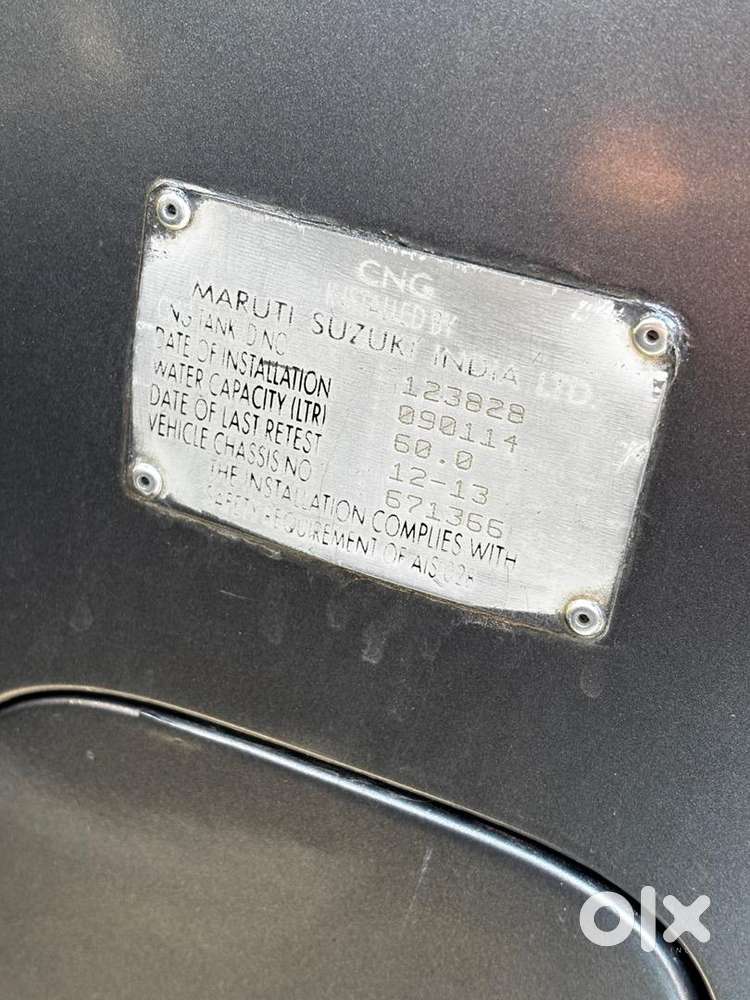 CNG
INSTALLED BY
MARUTI SUZUKI INDIA LTD.
CNG TANK ID NO 123828
DATE OF INSTALLATION 090114
WATER CAPACITY (LTR) 60.0
DATE OF LAST RETEST 12-13
VEHICLE CHASSIS NO 671366
THE INSTALLATION COMPLIES WITH
SAFETY REQUIREMENT OF AIS
olx